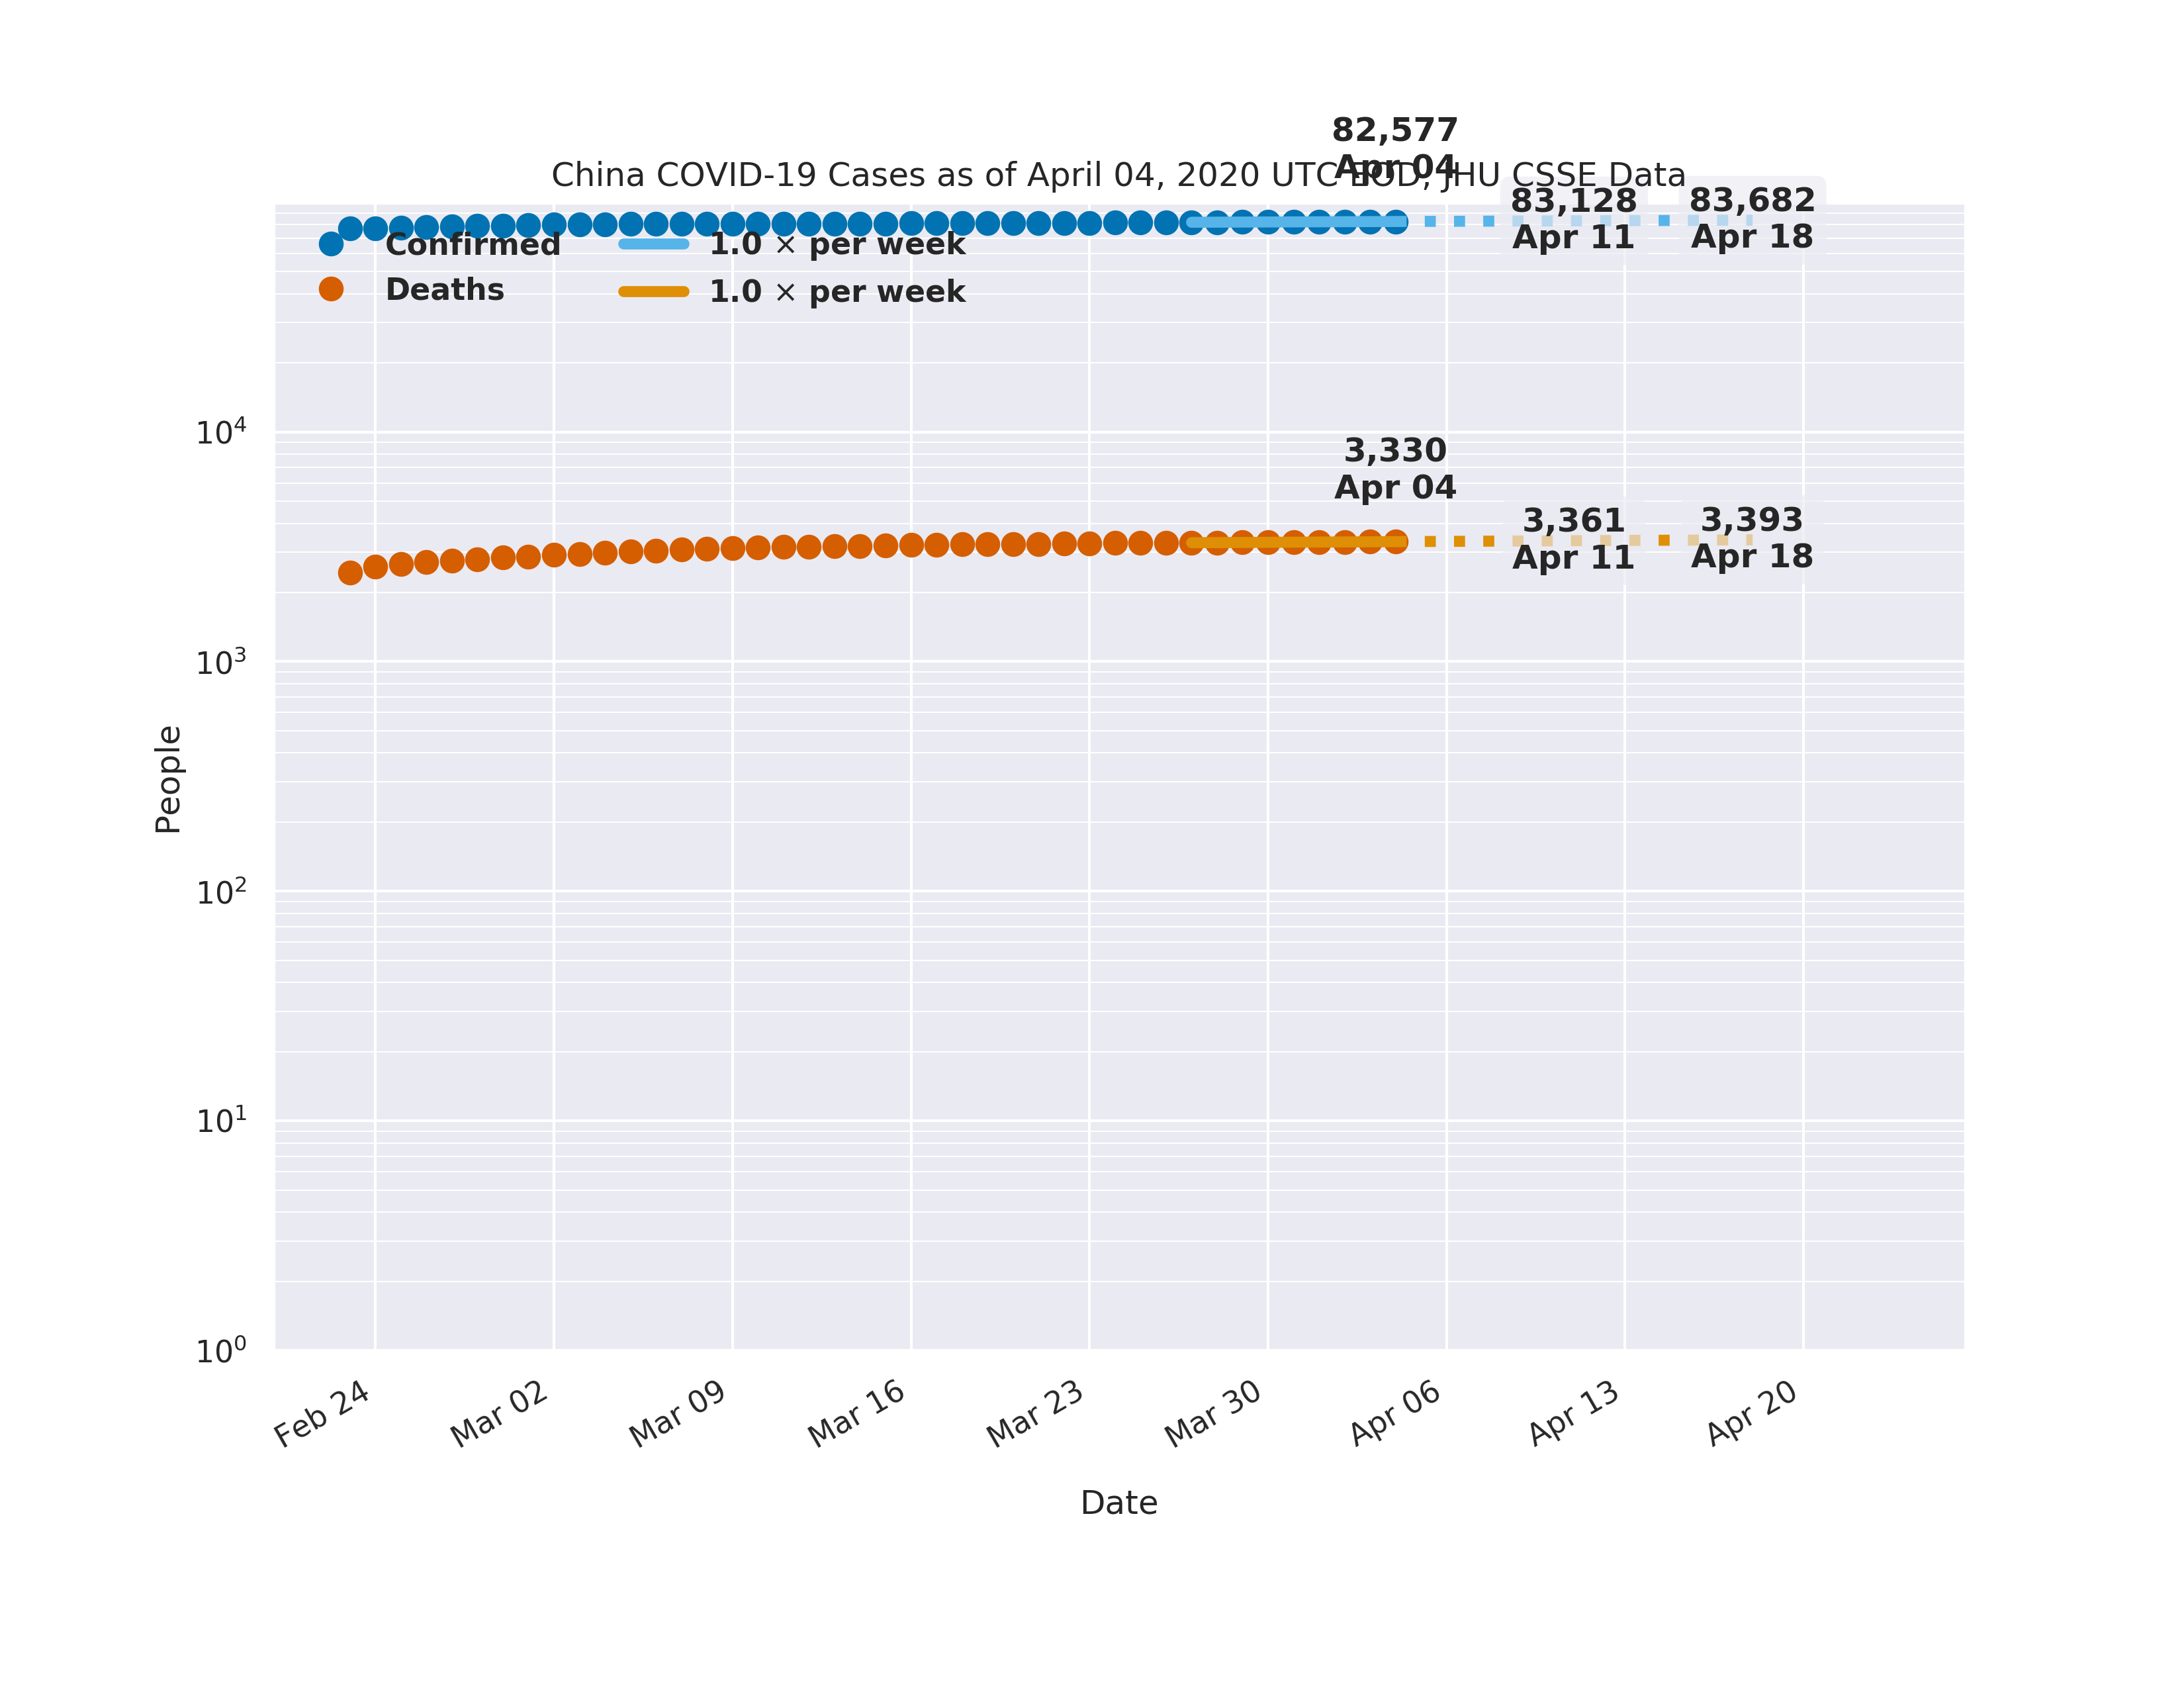 82,577
Apr 04
China COVID-19 Cases as of April 04, 2020 UTC EOD, JHU CSSE Data
83,128
Apr 11
83,682
Apr 18
Confirmed
Deaths
1.0 × per week
1.0 × per week
3,330
Apr 04
3,361
Apr 11
3,393
Apr 18
People
10⁴
10³
10²
10¹
10⁰
Feb 24
Mar 02
Mar 09
Mar 16
Mar 23
Mar 30
Apr 06
Apr 13
Apr 20
Date